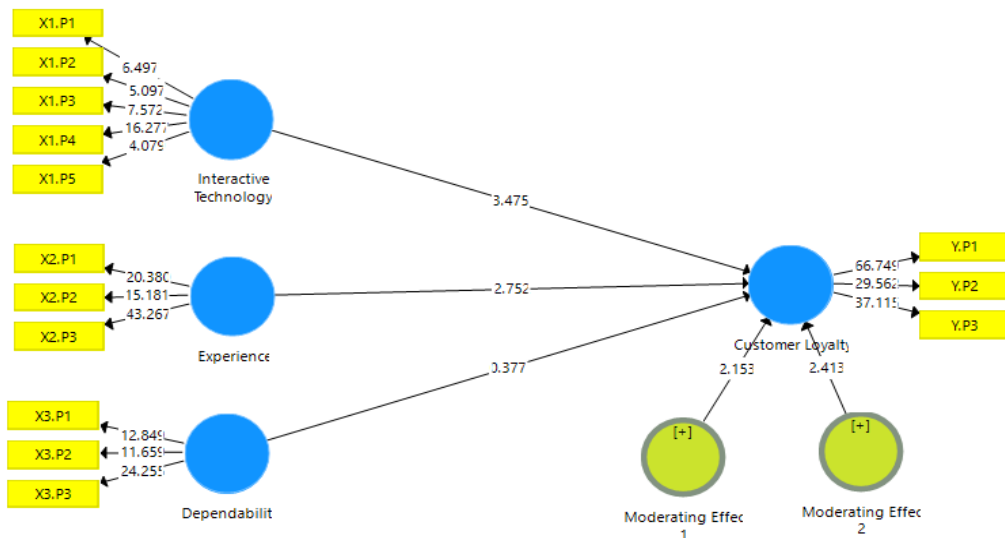 X1.P1
X1.P2
X1.P3
X1.P4
X1.P5
6.497
5.097
7.572
16.277
4.079
Interactive
Technology
3.475
X2.P1
X2.P2
X2.P3
20.380
15.181
43.267
Experience
2.752
X3.P1
X3.P2
X3.P3
12.849
11.659
24.255
Dependabilit
0.377
Customer Loyalty
66.749
29.562
37.115
Y.P1
Y.P2
Y.P3
2.153
2.413
[+]
Moderating Effec
1
[+]
Moderating Effec
2